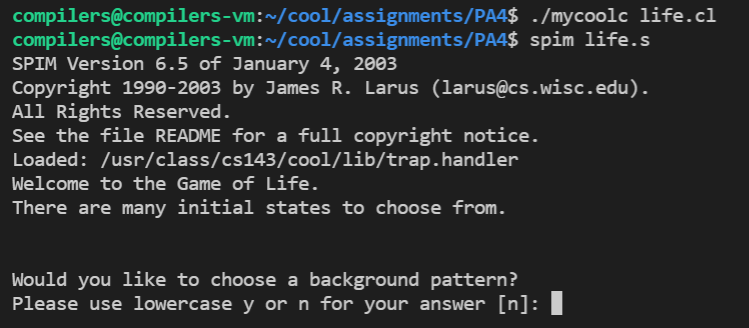 compilers@compilers-vm:~/cool/assignments/PA4$ ./mycoolc life.cl
compilers@compilers-vm:~/cool/assignments/PA4$ spim life.s
SPIM Version 6.5 of January 4, 2003
Copyright 1990-2003 by James R. Larus (larus@cs.wisc.edu).
All Rights Reserved.
See the file README for a full copyright notice.
Loaded: /usr/class/cs143/cool/lib/trap.handler
Welcome to the Game of Life.
There are many initial states to choose from.
Would you like to choose a background pattern?
Please use lowercase y or n for your answer [n]: